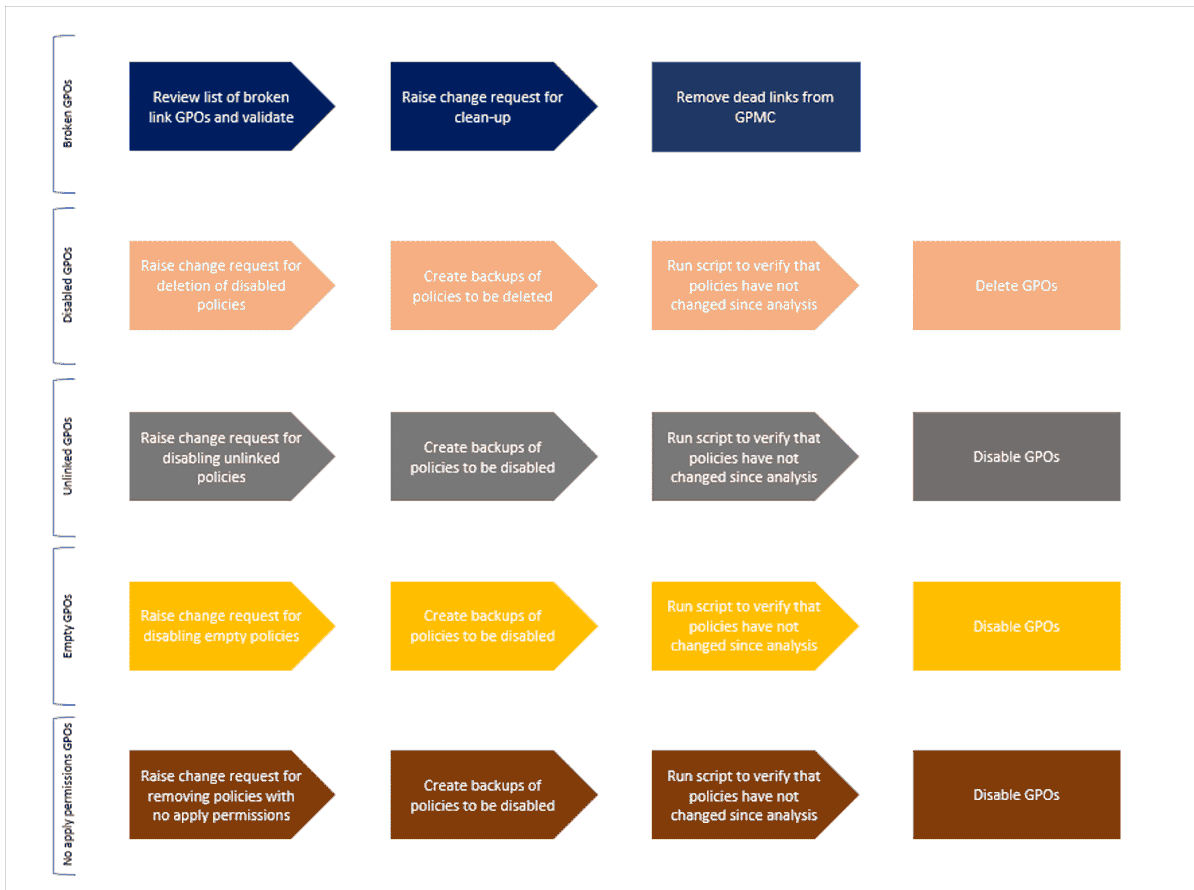 Broken GPOs
Review list of broken
link GPOs and validate
Raise change request for
clean-up
Remove dead links from
GPMC
Disabled GPOs
Raise change request for
deletion of disabled
policies
Create backups of
policies to be deleted
Run script to verify that
policies have not
changed since analysis
Delete GPOs
Unlinked GPOs
Raise change request for
disabling unlinked
policies
Create backups of
policies to be disabled
Run script to verify that
policies have not
changed since analysis
Disable GPOs
Empty GPOs
Raise change request for
disabling empty policies
Create backups of
policies to be disabled
Run script to verify that
policies have not
changed since analysis
Disable GPOs
No apply permissions GPOs
Raise change request for
removing policies with
no apply permissions
Create backups of
policies to be disabled
Run script to verify that
policies have not
changed since analysis
Disable GPOs